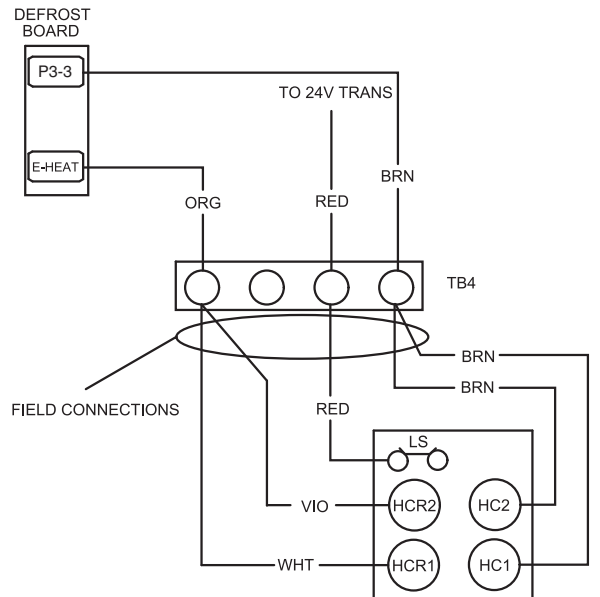 DEFROST
BOARD
P3-3
TO 24V TRANS
E-HEAT
BRN
ORG
RED
TB4
BRN
BRN
FIELD CONNECTIONS
RED
LS
VIO
HCR2
HC2
WHT
HCR1
HC1